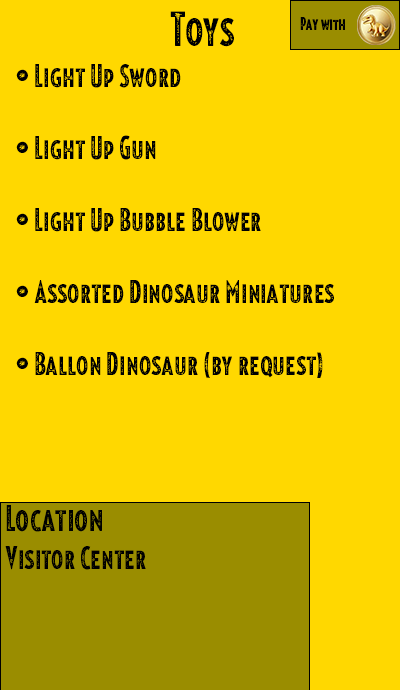 Toys
Pay with
• Light Up Sword
• Light Up Gun
• Light Up Bubble Blower
• Assorted Dinosaur Miniatures
• Ballon Dinosaur (by request)
Location
Visitor Center